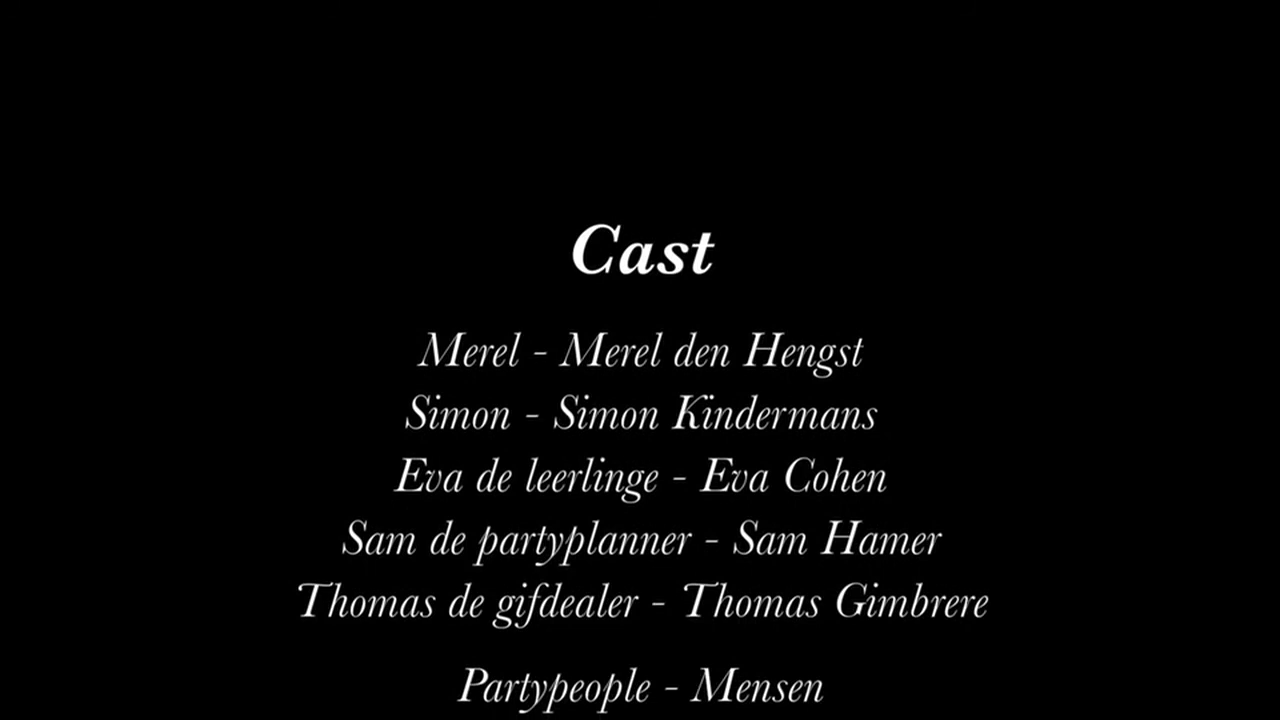 Cast
Merel - Merel den Hengst
Simon - Simon Kindermans
Eva de leerlinge - Eva Cohen
Sam de partyplanner - Sam Hamer
Thomas de gifdealer - Thomas Gimbrere
Partypeople - Mensen